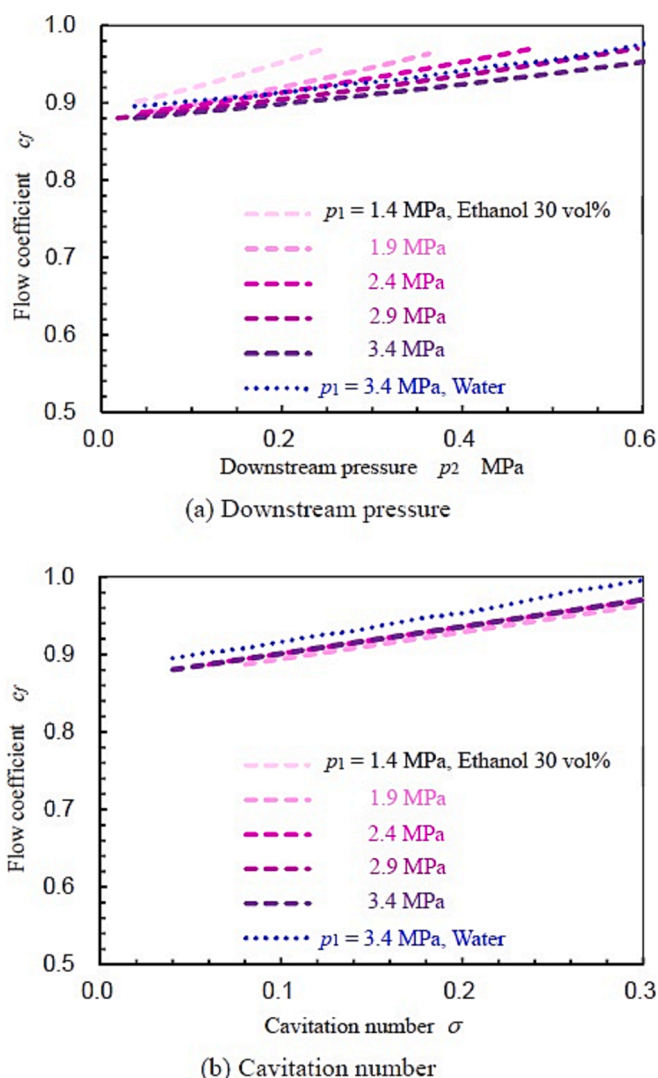 1.0
0.9
0.8
0.7
0.6
0.5
Flow coefficient cf
p1 = 1.4 MPa, Ethanol 30 vol%
1.9 MPa
2.4 MPa
2.9 MPa
3.4 MPa
p1 = 3.4 MPa, Water
0.0 0.2 0.4 0.6
Downstream pressure p2 MPa
(a) Downstream pressure
1.0
0.9
0.8
0.7
0.6
0.5
Flow coefficient cf
p1 = 1.4 MPa, Ethanol 30 vol%
1.9 MPa
2.4 MPa
2.9 MPa
3.4 MPa
p1 = 3.4 MPa, Water
0.0 0.1 0.2 0.3
Cavitation number σ
(b) Cavitation number